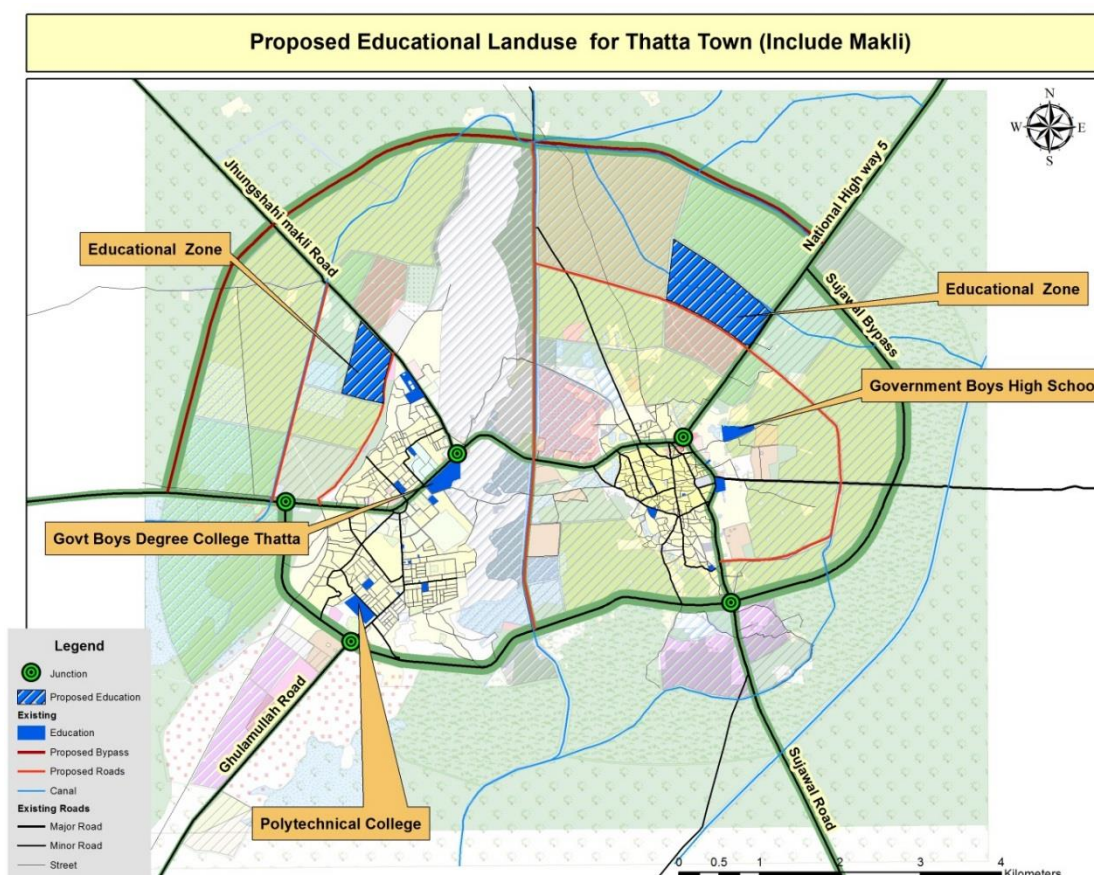 Proposed Educational Landuse for Thatta Town (Include Makli)
N
W E
S
Jhungshahi makli Road
National High way 5
Educational Zone
Educational Zone
Sujawal Bypass
Government Boys High School
Govt Boys Degree College Thatta
Legend
Junction
Proposed Education
Existing
Education
Proposed Bypass
Proposed Roads
Canal
Existing Roads
Major Road
Minor Road
Street
Ghulamullah Road
Polytechnical College
Sujawal Road
0 0.5 1 2 3 4
Kilometers